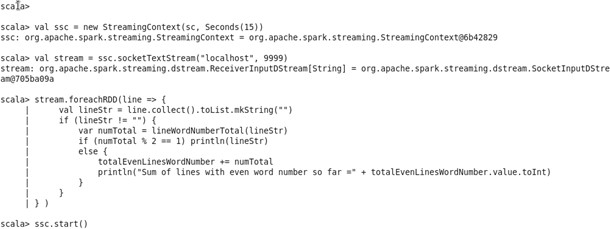 scala>
scala> val ssc = new StreamingContext(sc, Seconds(15))
ssc: org.apache.spark.streaming.StreamingContext = org.apache.spark.streaming.StreamingContext@6b42829
scala> val stream = ssc.socketTextStream("localhost", 9999)
stream: org.apache.spark.streaming.dstream.ReceiverInputDStream[String] = org.apache.spark.streaming.dstream.SocketInputDStre
am@705ba09a
scala> stream.foreachRDD(line => {
     |      val lineStr = line.collect().toList.mkString("")
     |      if (lineStr != "") {
     |          var numTotal = lineWordNumberTotal(lineStr)
     |          if (numTotal % 2 == 1) println(lineStr)
     |          else {
     |              totalEvenLinesWordNumber += numTotal
     |              println("Sum of lines with even word number so far =" + totalEvenLinesWordNumber.value.toInt)
     |          }
     |      }
     | } )
scala> ssc.start()